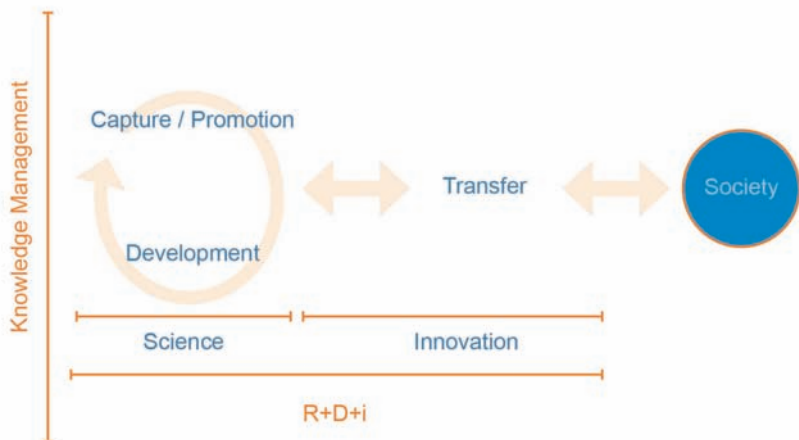 Knowledge Management
Capture / Promotion
Development
Transfer
Society
Science
Innovation
R+D+i